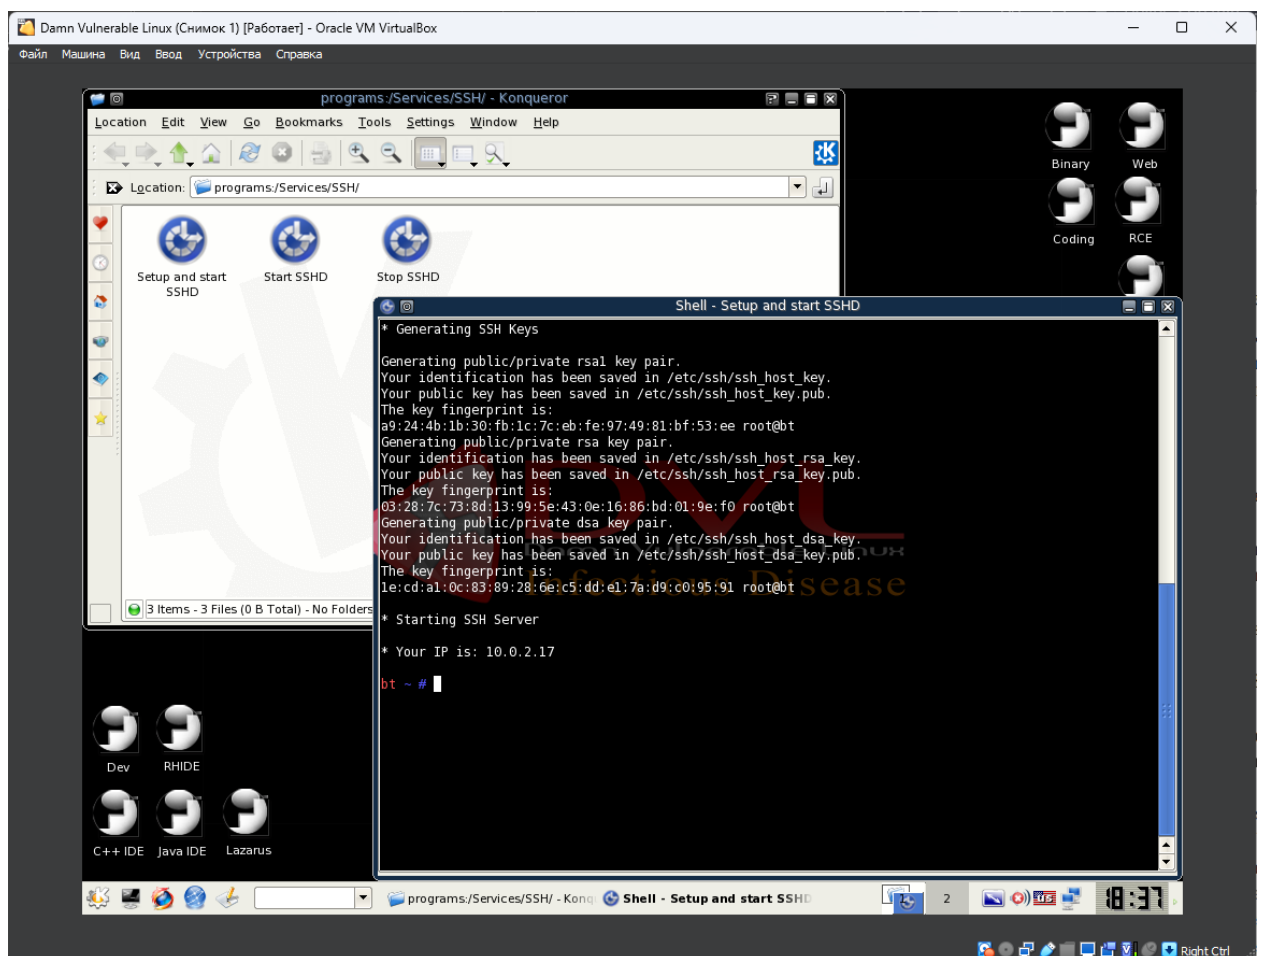 Damn Vulnerable Linux (Снимок 1) [Работает] - Oracle VM VirtualBox
Файл Машина Вид Ввод Устройства Справка
programs:/Services/SSH/ - Konqueror
Location Edit View Go Bookmarks Tools Settings Window Help
Location: programs:/Services/SSH/
Setup and start SSHD
Start SSHD
Stop SSHD
3 Items - 3 Files (0 B Total) - No Folders
Binary
Web
Coding
RCE
Shell - Setup and start SSHD
* Generating SSH Keys
Generating public/private rsa1 key pair.
Your identification has been saved in /etc/ssh/ssh_host_key.
Your public key has been saved in /etc/ssh/ssh_host_key.pub.
The key fingerprint is:
a9:24:4b:1b:30:fb:1c:7c:eb:fe:97:49:81:bf:53:ee root@bt
Generating public/private rsa key pair.
Your identification has been saved in /etc/ssh/ssh_host_rsa_key.
Your public key has been saved in /etc/ssh/ssh_host_rsa_key.pub.
The key fingerprint is:
03:28:7c:73:8d:13:99:5e:43:0e:16:86:bd:01:9e:f0 root@bt
Generating public/private dsa key pair.
Your identification has been saved in /etc/ssh/ssh_host_dsa_key.
Your public key has been saved in /etc/ssh/ssh_host_dsa_key.pub.
The key fingerprint is:
1e:cd:a1:0c:83:89:28:6e:c5:dd:e1:7a:d9:c0:95:91 root@bt
* Starting SSH Server
* Your IP is: 10.0.2.17
bt ~ #
DVL
Damn Vulnerable Linux
Infectious Disease
Dev
RHIDE
C++ IDE
Java IDE
Lazarus
programs:/Services/SSH/ - Konq
Shell - Setup and start SSHD
1
2
US
18:37
Right Ctrl